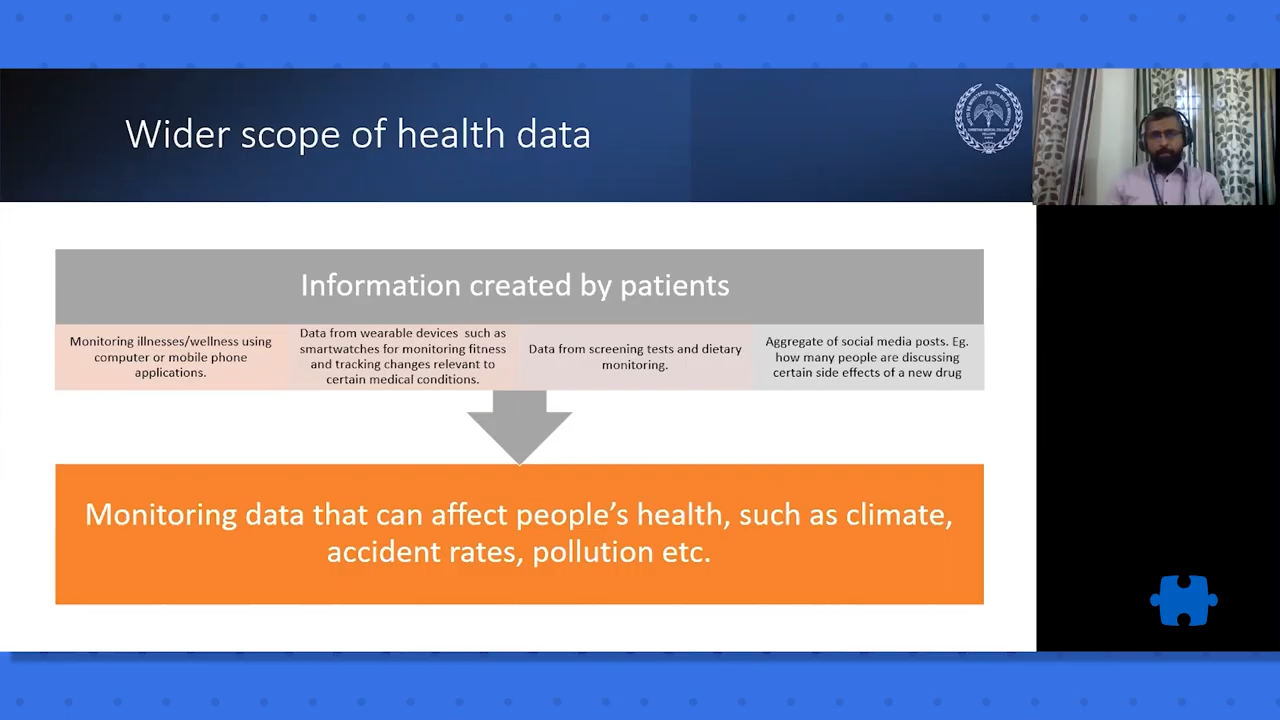 Wider scope of health data
Information created by patients
Monitoring illnesses/wellness using
computer or mobile phone
applications.
Data from wearable devices such as
smartwatches for monitoring fitness
and tracking changes relevant to
certain medical conditions.
Data from screening tests and dietary
monitoring.
Aggregate of social media posts. Eg.
how many people are discussing
certain side effects of a new drug
Monitoring data that can affect people’s health, such as climate,
accident rates, pollution etc.